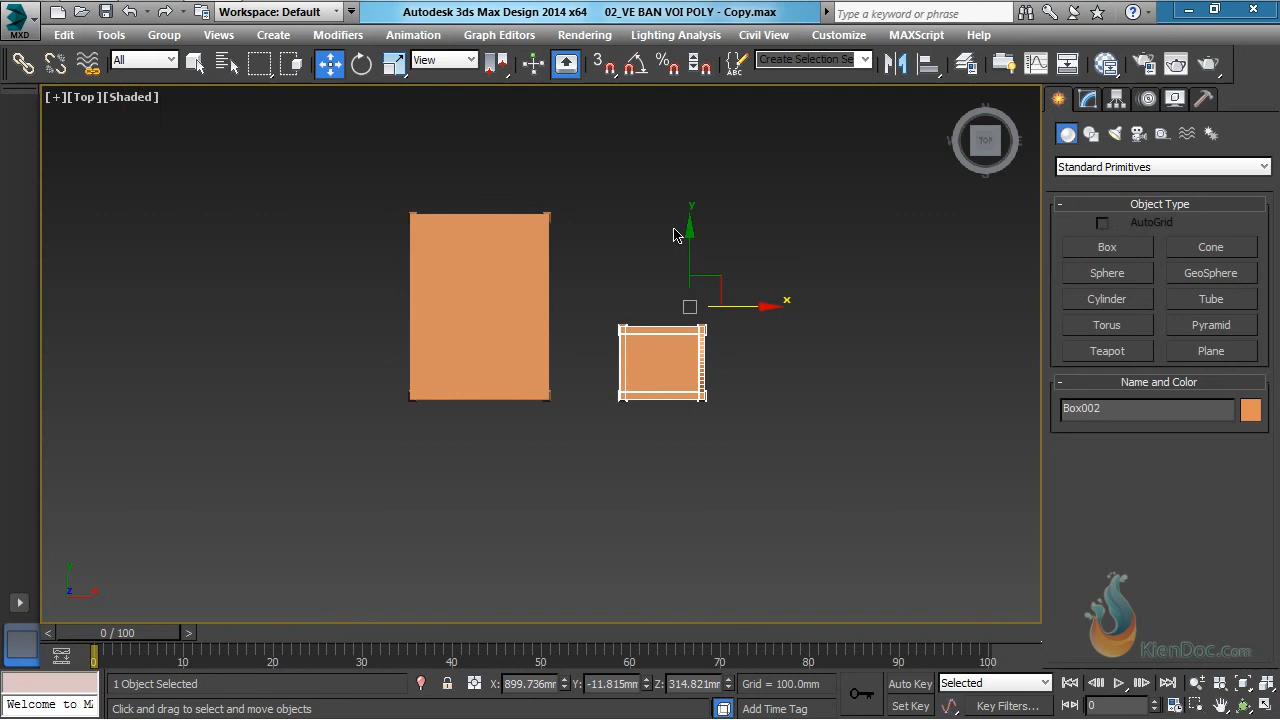 MXD
Workspace: Default
Autodesk 3ds Max Design 2014 x64 02_VE BAN VOI POLY - Copy.max
Type a keyword or phrase
Edit Tools Group Views Create Modifiers Animation Graph Editors Rendering Lighting Analysis Civil View Customize MAXScript Help
All
View
3
Create Selection Se
[+][Top][Shaded]
N
TOP
S
y
x
Standard Primitives
- Object Type
AutoGrid
Box Cone
Sphere GeoSphere
Cylinder Tube
Torus Pyramid
Teapot Plane
- Name and Color
Box002
y
z x
KienDoc.com
< 0 / 100 >
0 10 20 30 40 50 60 70 80 90 100
1 Object Selected
X: 899.736mm Y: -11.815mm Z: 314.821mm Grid = 100.0mm
Auto Key Selected
Welcome to M
Click and drag to select and move objects
Add Time Tag
Set Key Key Filters...
0